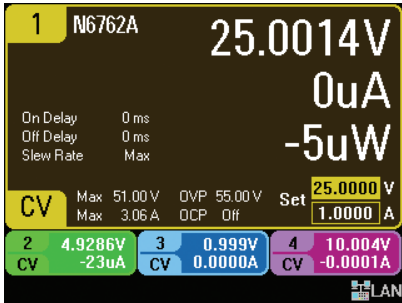 1 N6762A 25.0014V
0uA
-5uW
On Delay 0 ms
Off Delay 0 ms
Slew Rate Max
CV Max 51.00 V OVP 55.00 V Set 25.0000 V
Max 3.06 A OCP Off 1.0000 A
2 4.9286V 3 0.999V 4 10.004V
CV -23uA CV 0.0000A CV -0.0001A
LAN